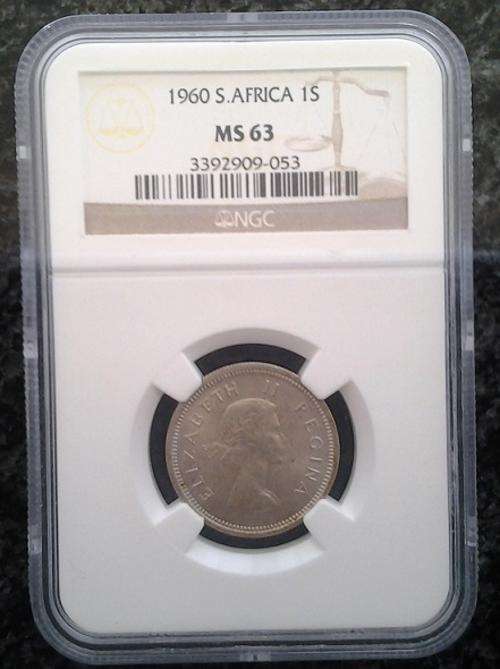 1960 S.AFRICA 1S
MS 63
3392909-053
NGC
ELIZABETH II REGINA